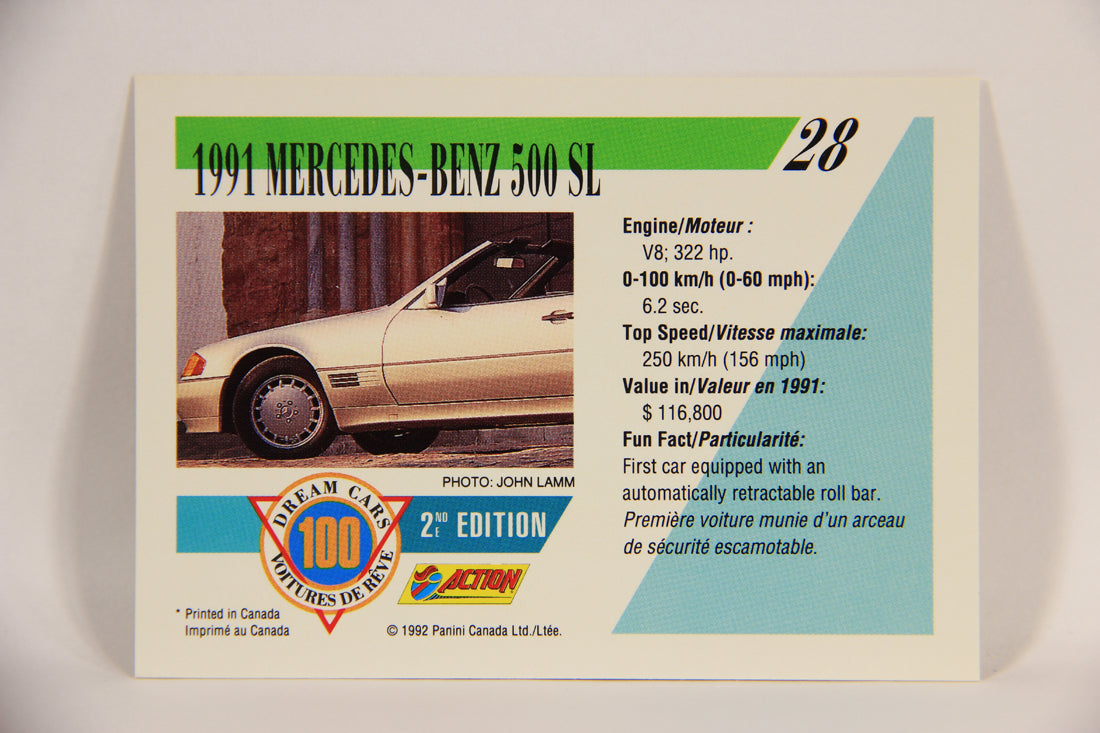 1991 MERCEDES-BENZ 500 SL
28
Engine/Moteur :
V8; 322 hp.
0-100 km/h (0-60 mph):
6.2 sec.
Top Speed/Vitesse maximale:
250 km/h (156 mph)
Value in/Valeur en 1991:
$ 116,800
Fun Fact/Particularité:
First car equipped with an
automatically retractable roll bar.
Première voiture munie d'un arceau
de sécurité escamotable.
PHOTO: JOHN LAMM
DREAM CARS
100
VOITURES DE RÊVE
2ND E EDITION
ACTION
* Printed in Canada
Imprimé au Canada
© 1992 Panini Canada Ltd./Ltée.